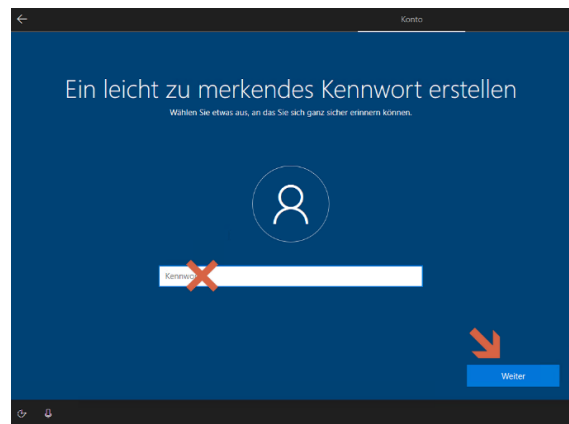 Konto
Ein leicht zu merkendes Kennwort erstellen
Wählen Sie etwas aus, an das Sie sich ganz sicher erinnern können.
Weiter